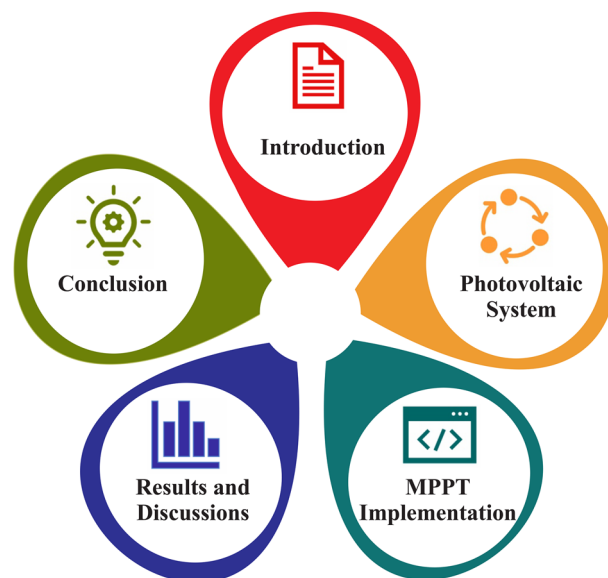 Introduction
Photovoltaic
System
MPPT
Implementation
Results and
Discussions
Conclusion